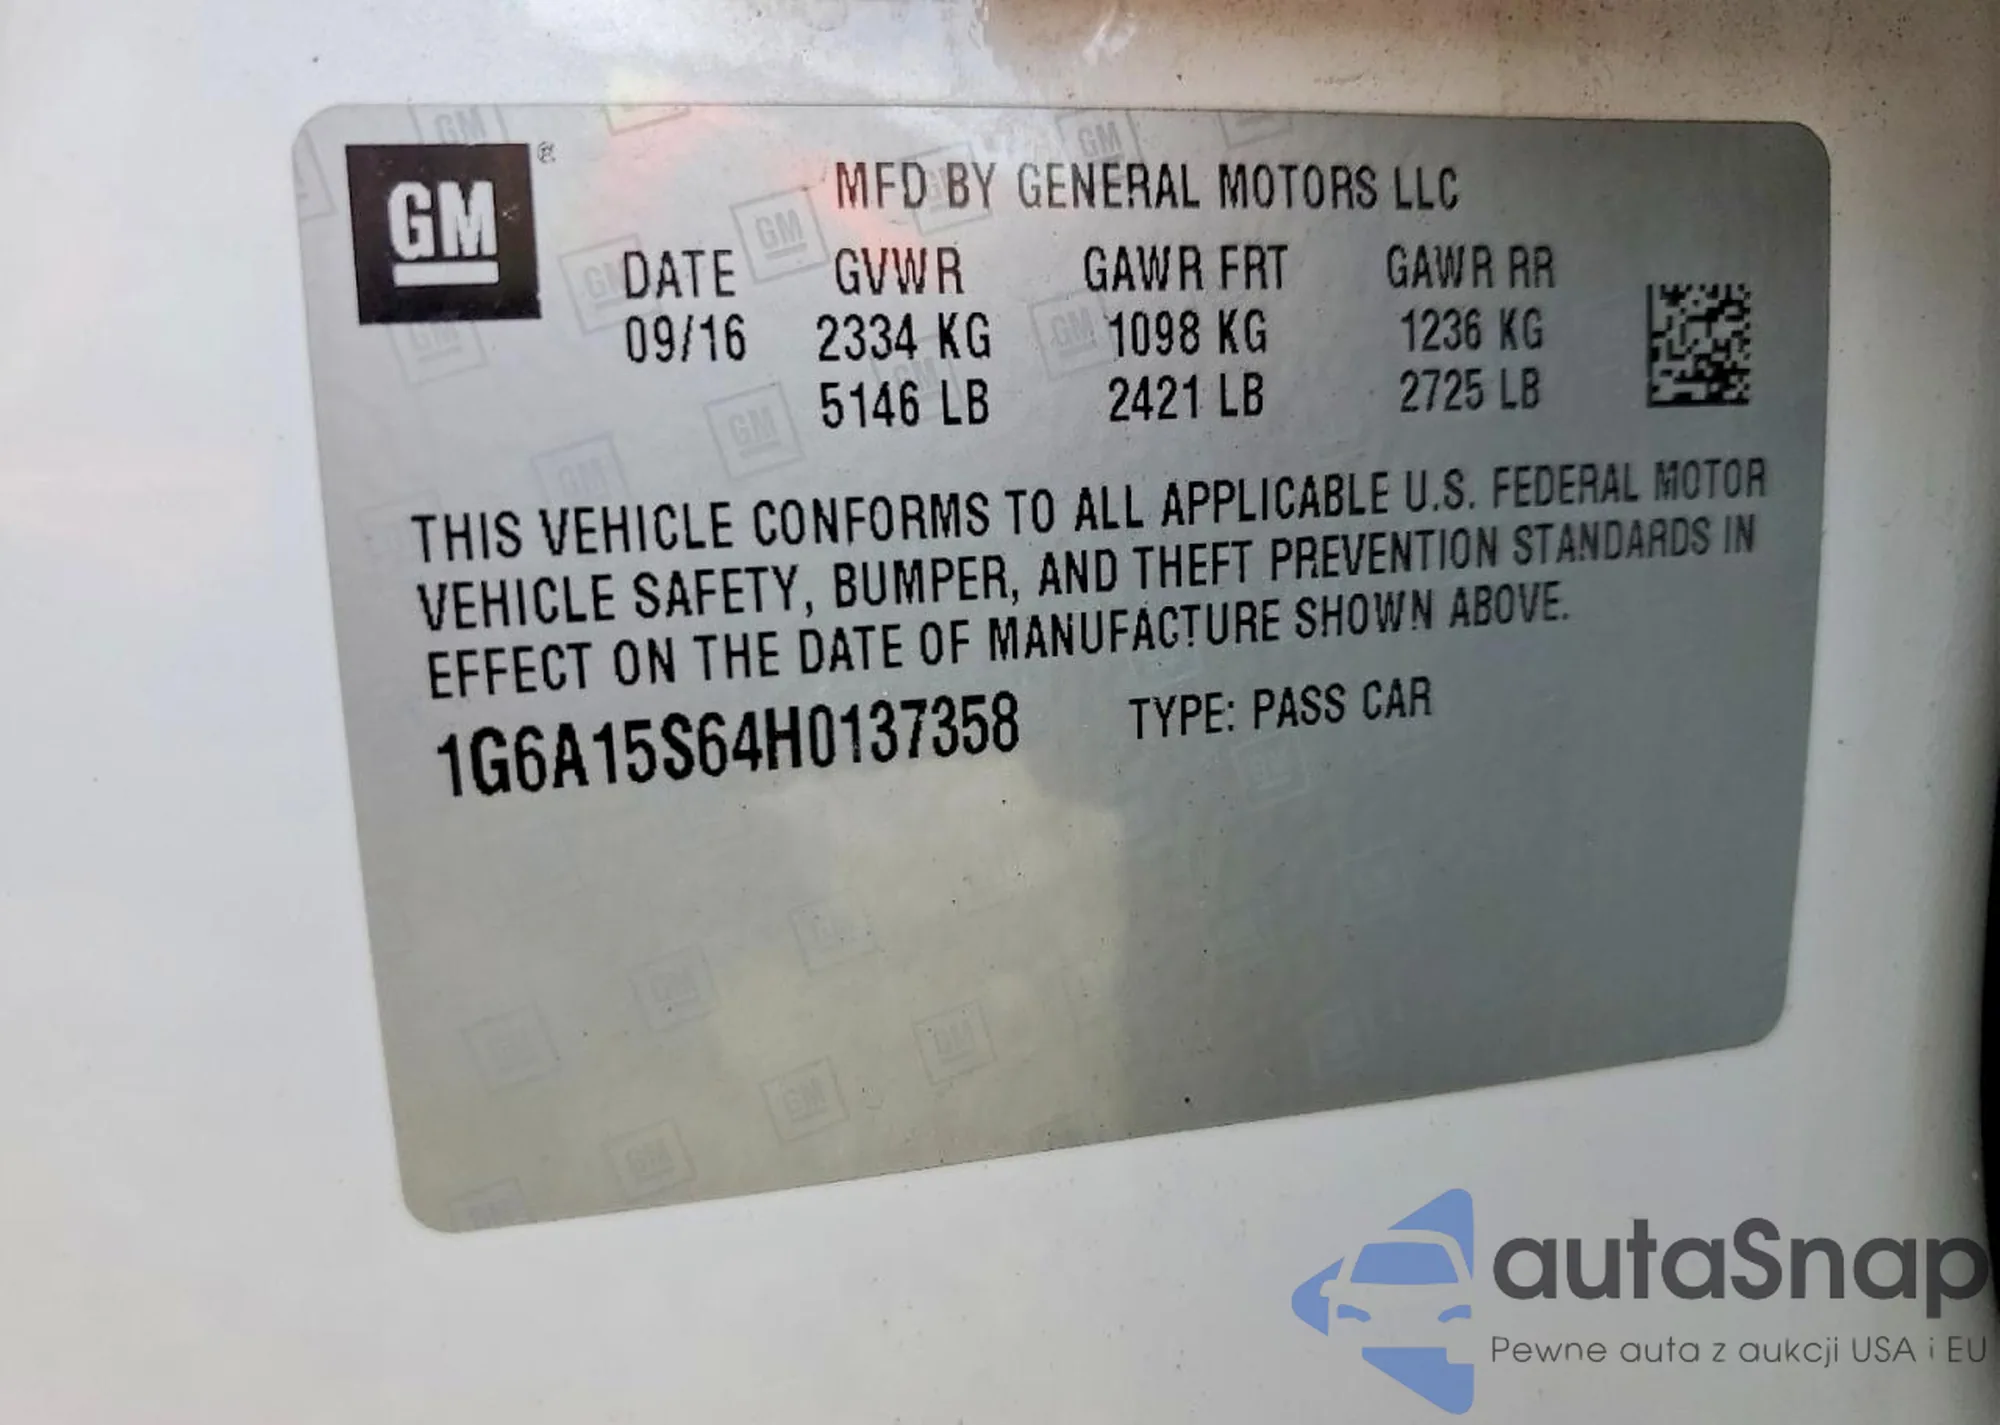 GM ®
MFD BY GENERAL MOTORS LLC
DATE GVWR GAWR FRT GAWR RR
09/16 2334 KG 1098 KG 1236 KG
5146 LB 2421 LB 2725 LB
THIS VEHICLE CONFORMS TO ALL APPLICABLE U.S. FEDERAL MOTOR
VEHICLE SAFETY, BUMPER, AND THEFT PREVENTION STANDARDS IN
EFFECT ON THE DATE OF MANUFACTURE SHOWN ABOVE.
1G6A15S64H0137358 TYPE: PASS CAR
autaSnap
Pewne auta z aukcji USA i EU